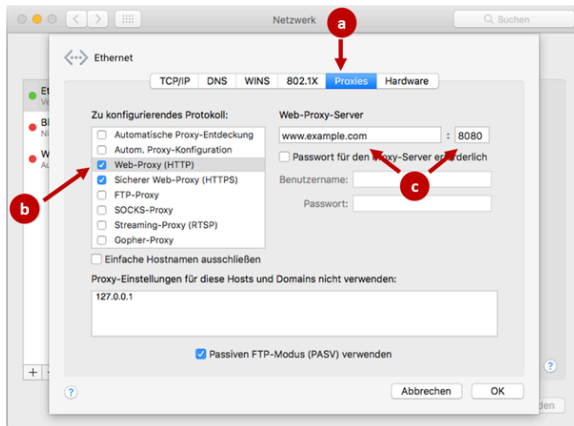 Netzwerk
Suchen
a
Ethernet
TCP/IP DNS WINS 802.1X Proxies Hardware
Zu konfigurierendes Protokoll:
Automatische Proxy-Entdeckung
Autom. Proxy-Konfiguration
Web-Proxy (HTTP)
Sicherer Web-Proxy (HTTPS)
FTP-Proxy
SOCKS-Proxy
Streaming-Proxy (RTSP)
Gopher-Proxy
b
Einfache Hostnamen ausschließen
Web-Proxy-Server
www.example.com : 8080
Passwort für den Proxy-Server erforderlich
c
Benutzername:
Passwort:
Proxy-Einstellungen für diese Hosts und Domains nicht verwenden:
127.0.0.1
Passiven FTP-Modus (PASV) verwenden
+
?
?
Abbrechen OK